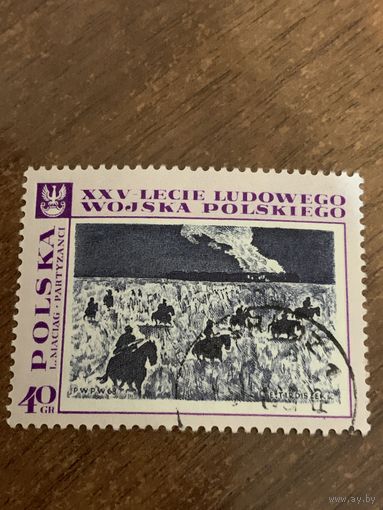 XXV-LECIE LUDOWEGO
WOJSKA POLSKIEGO
POLSKA
L.MACIĄG-PARTYZANCI
40
GR
PWPW 68
www.ay.by